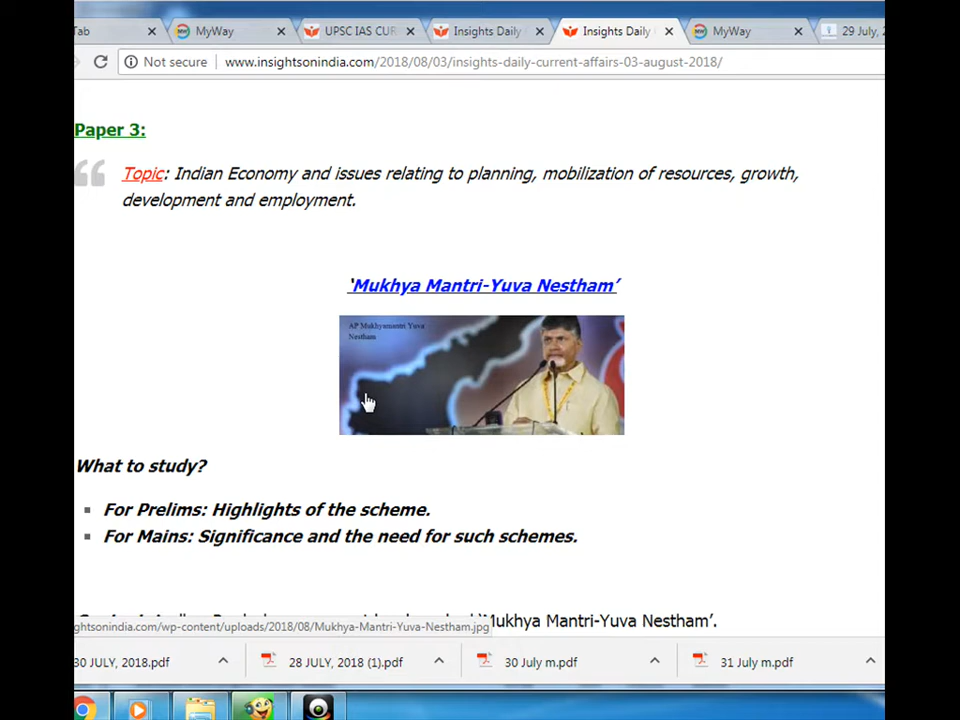 Tab
MyWay
UPSC IAS CUR
Insights Daily
Insights Daily
MyWay
29 July, 2
Not secure
www.insightsonindia.com/2018/08/03/insights-daily-current-affairs-03-august-2018/
Paper 3:
Topic: Indian Economy and issues relating to planning, mobilization of resources, growth,
development and employment.
‘Mukhya Mantri-Yuva Nestham’
AP Mukhyamantri Yuva
Nestham
What to study?
For Prelims: Highlights of the scheme.
For Mains: Significance and the need for such schemes.
‘Mukhya Mantri-Yuva Nestham’.
ghtsonindia.com/wp-content/uploads/2018/08/Mukhya-Mantri-Yuva-Nestham.jpg
30 JULY, 2018.pdf
28 JULY, 2018 (1).pdf
30 July m.pdf
31 July m.pdf